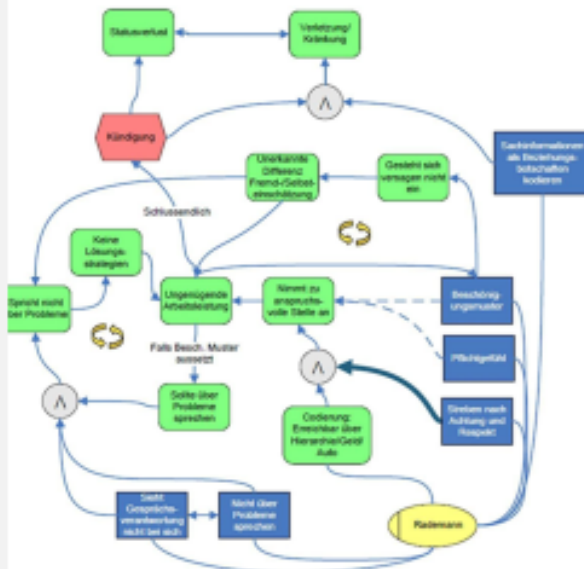 Statusverlust
Verletzung/
Kränkung
Kündigung
Sachinformationen
als Beziehungs-
botschaften
kodieren
Unerkannte
Differenz
Fremd-/Selbst-
einschätzung
Gesteht sich
versagen nicht
ein
Schlussendlich
Keine
Lösungs-
strategien
Spricht nicht
über Probleme
Ungenügende
Arbeitsleistung
Nimmt zu
anspruchs-
volle Stelle an
Beschönig-
ungsmuster
Falls Besch. Muster
aussetzt
Pflichtgefühl
Sollte über
Probleme
sprechen
Codierung:
Erreichbar über
Hierarchie/Geld/
Auto
Streben nach
Achtung und
Respekt
Sieht
Gesprächs-
verantwortung
nicht bei sich
Nicht über
Probleme
sprechen
Rademann